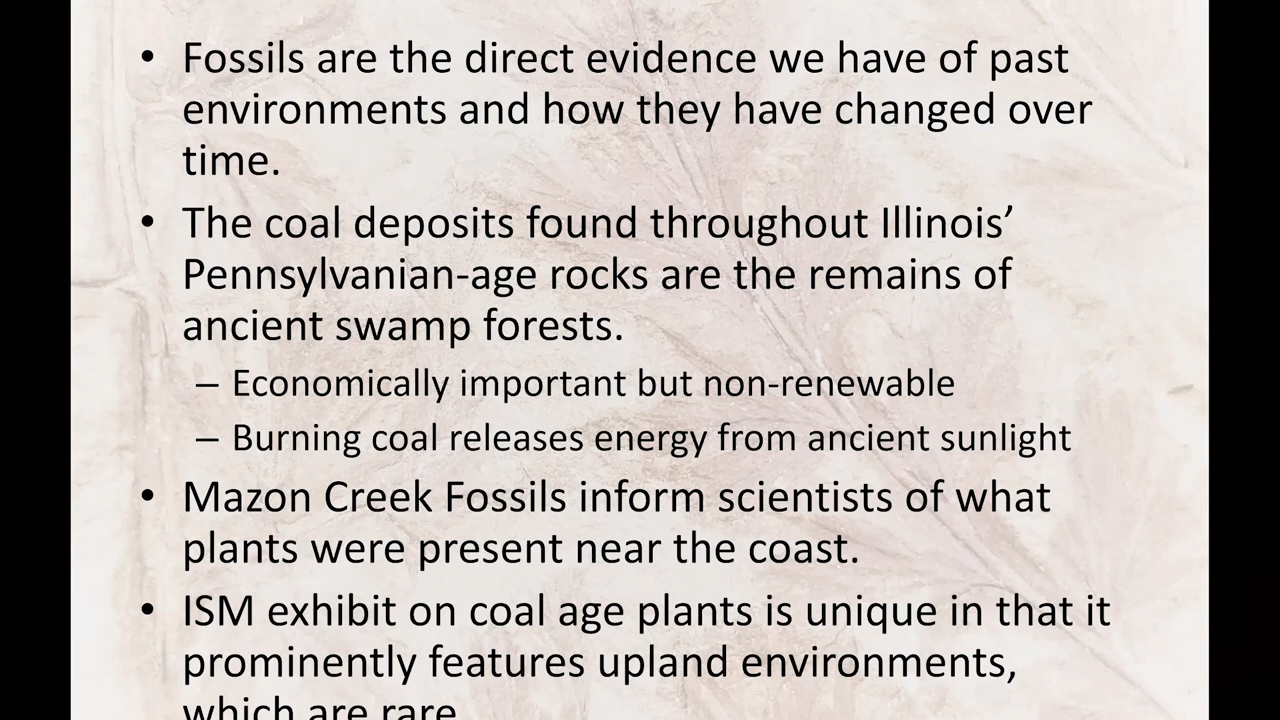 • Fossils are the direct evidence we have of past
environments and how they have changed over
time.
• The coal deposits found throughout Illinois’
Pennsylvanian-age rocks are the remains of
ancient swamp forests.
– Economically important but non-renewable
– Burning coal releases energy from ancient sunlight
• Mazon Creek Fossils inform scientists of what
plants were present near the coast.
• ISM exhibit on coal age plants is unique in that it
prominently features upland environments,
which are rare